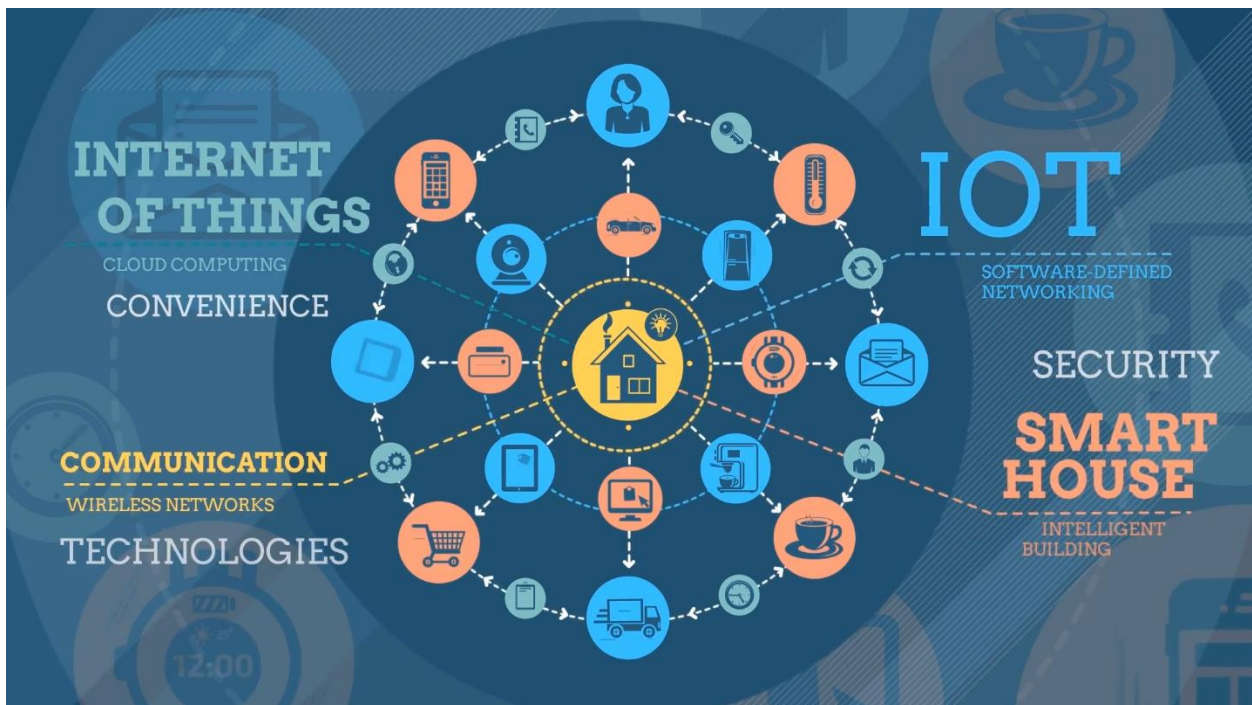 INTERNET
OF THINGS
CLOUD COMPUTING
CONVENIENCE
COMMUNICATION
WIRELESS NETWORKS
TECHNOLOGIES
IOT
SOFTWARE-DEFINED
NETWORKING
SECURITY
SMART
HOUSE
INTELLIGENT
BUILDING
12:00